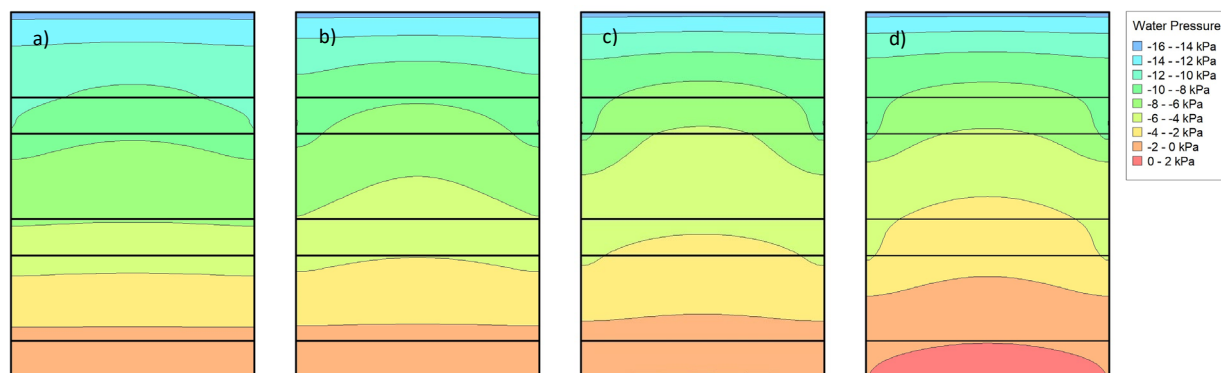 a)
b)
c)
d)
Water Pressure
-16 - -14 kPa
-14 - -12 kPa
-12 - -10 kPa
-10 - -8 kPa
-8 - -6 kPa
-6 - -4 kPa
-4 - -2 kPa
-2 - 0 kPa
0 - 2 kPa